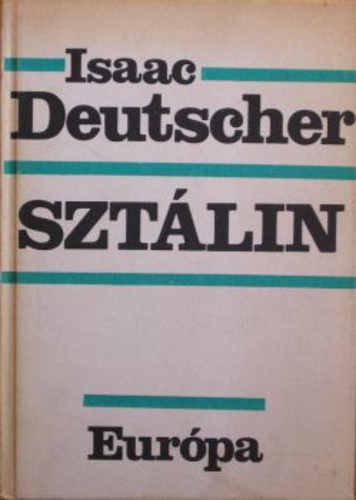 Isaac
Deutscher
SZTÁLIN
Európa